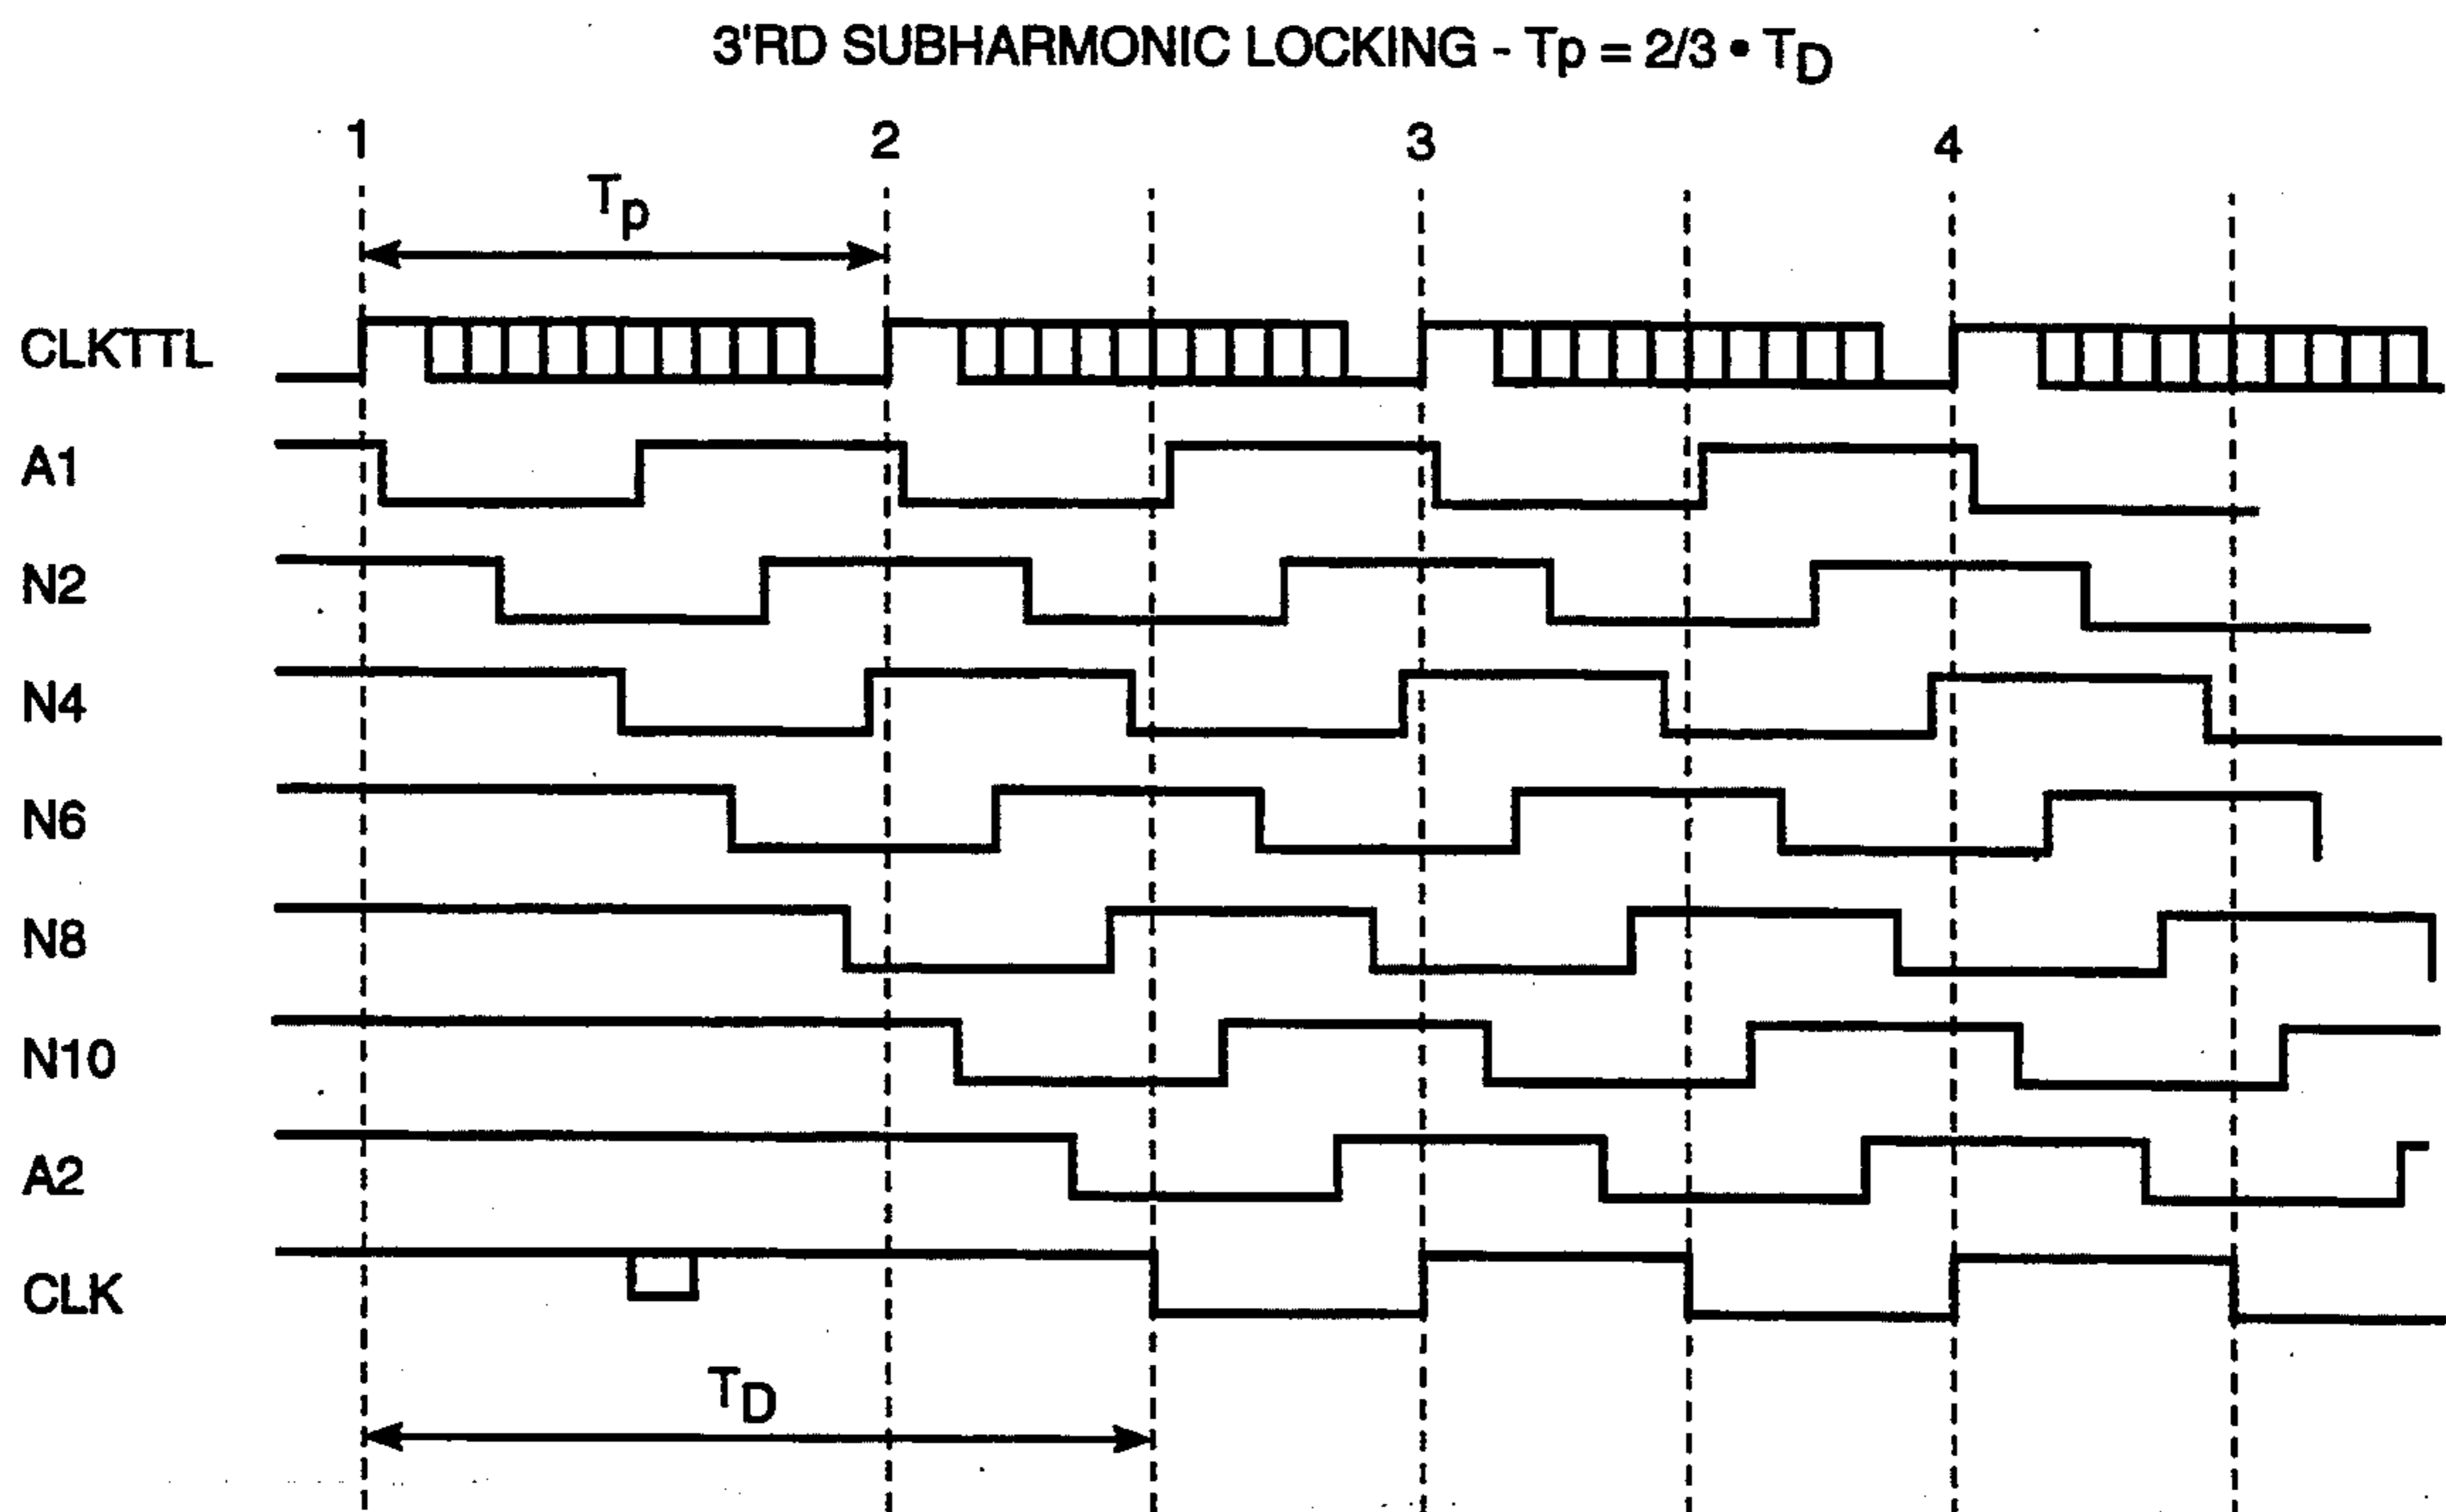 3'RD SUBHARMONIC LOCKING - Tp = 2/3 • TD
1 2 3 4
Tp
CLKTTL
A1
N2
N4
N6
N8
N10
A2
CLK
TD